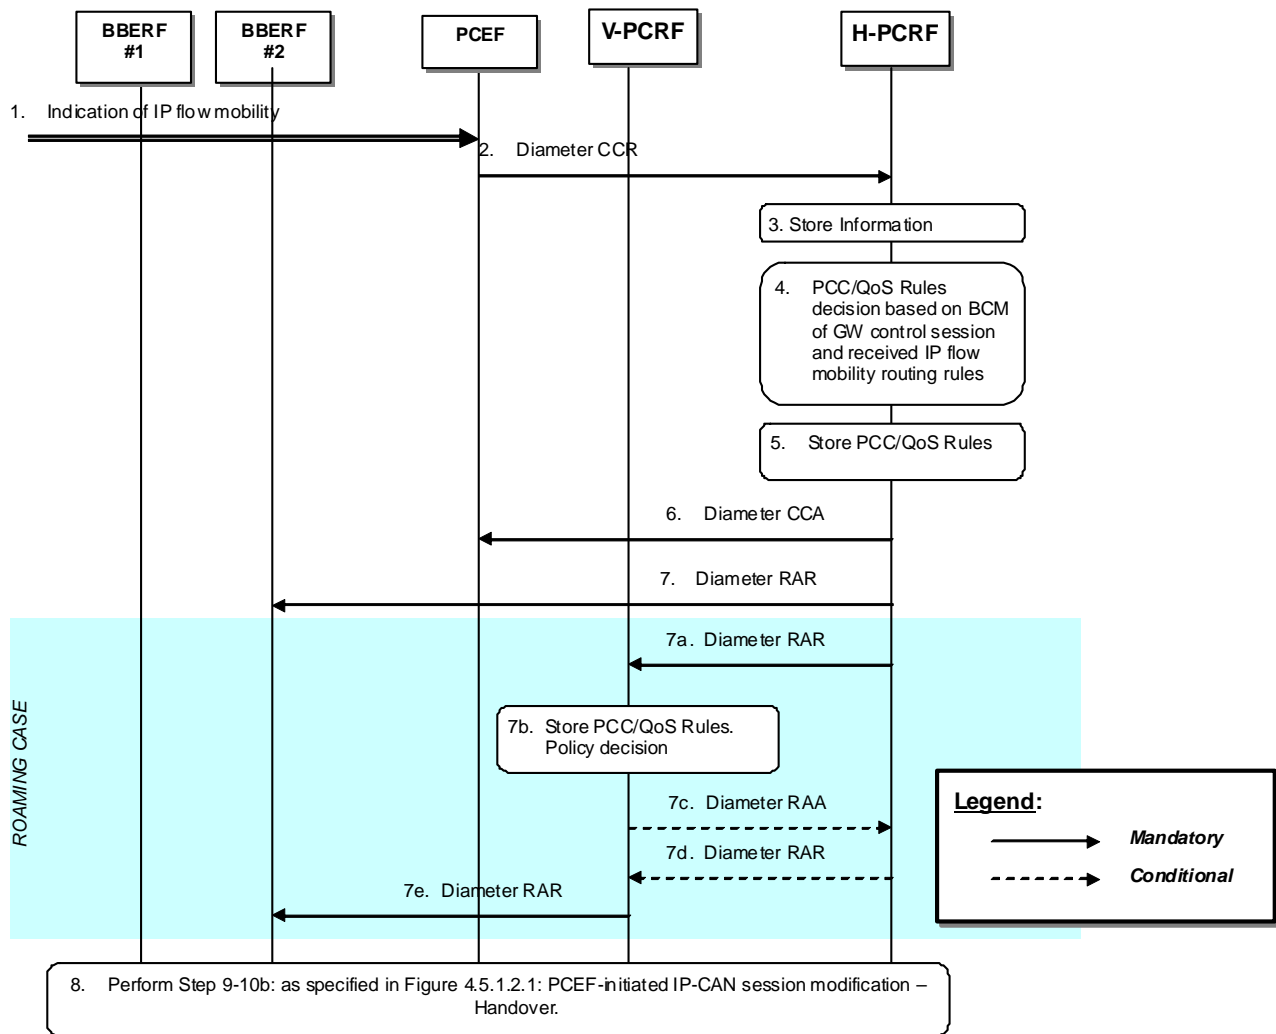 BBERF
#1
BBERF
#2
PCEF
V-PCRF
H-PCRF
1. Indication of IP flow mobility
2. Diameter CCR
3. Store Information
4. PCC/QoS Rules
decision based on BCM
of GW control session
and received IP flow
mobility routing rules
5. Store PCC/QoS Rules
6. Diameter CCA
7. Diameter RAR
ROAMING CASE
7a. Diameter RAR
7b. Store PCC/QoS Rules.
Policy decision
7c. Diameter RAA
7d. Diameter RAR
7e. Diameter RAR
Legend:
Mandatory
Conditional
8. Perform Step 9-10b: as specified in Figure 4.5.1.2.1: PCEF-initiated IP-CAN session modification –
Handover.